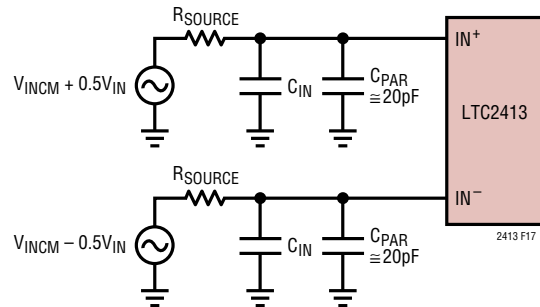 RSOURCE
VINCM + 0.5VIN
CIN
CPAR
≅20pF
IN+
LTC2413
RSOURCE
VINCM – 0.5VIN
CIN
CPAR
≅20pF
IN–
2413 F17